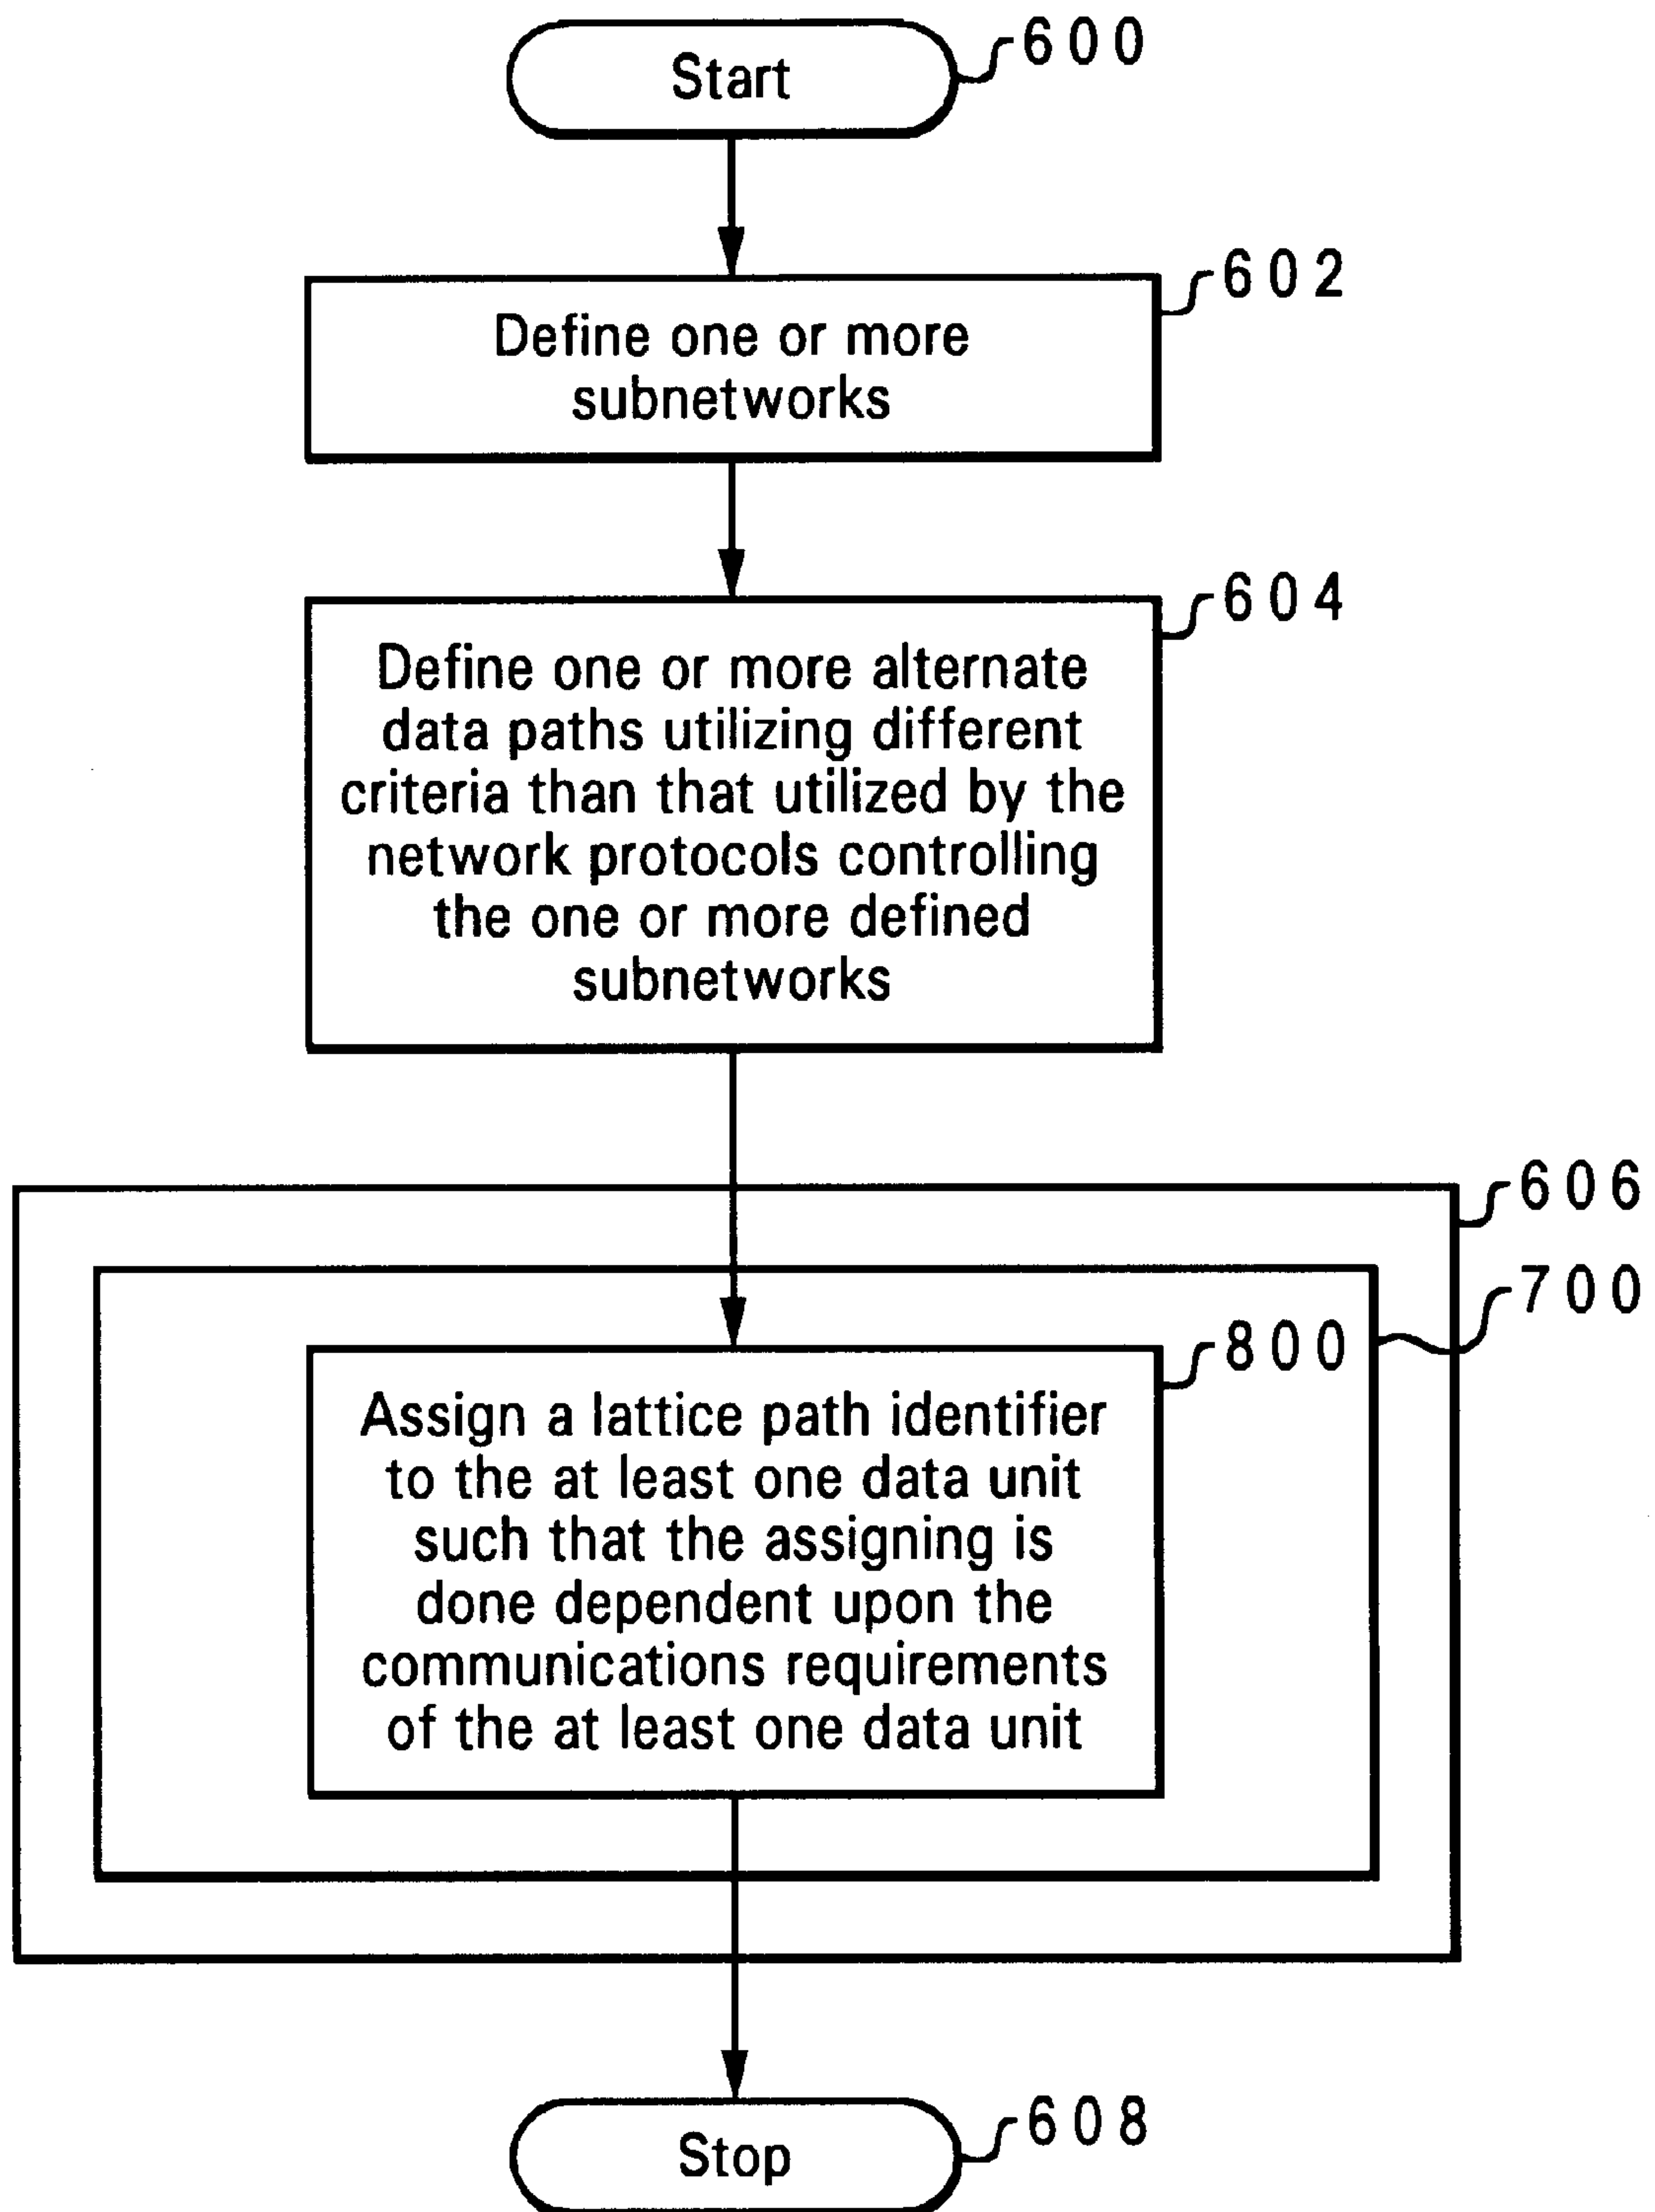 Start
600
602
Define one or more
subnetworks
604
Define one or more alternate
data paths utilizing different
criteria than that utilized by the
network protocols controlling
the one or more defined
subnetworks
606
700
800
Assign a lattice path identifier
to the at least one data unit
such that the assigning is
done dependent upon the
communications requirements
of the at least one data unit
Stop
608